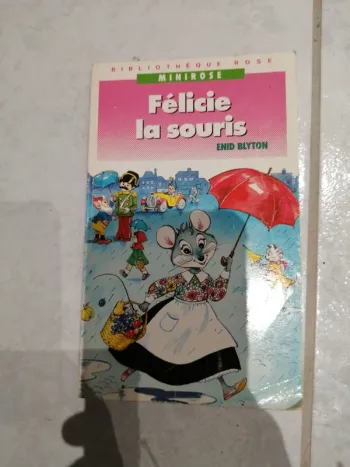 BIBLIOTHÈQUE ROSE
MINIROSE
Félicie
la souris
ENID BLYTON